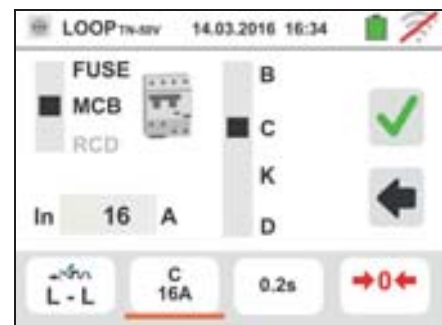 LOOP TN-50V 14.03.2016 16:34
FUSE
MCB
RCD
B
C
K
D
In 16 A
L - L
C
16A
0.2s
0